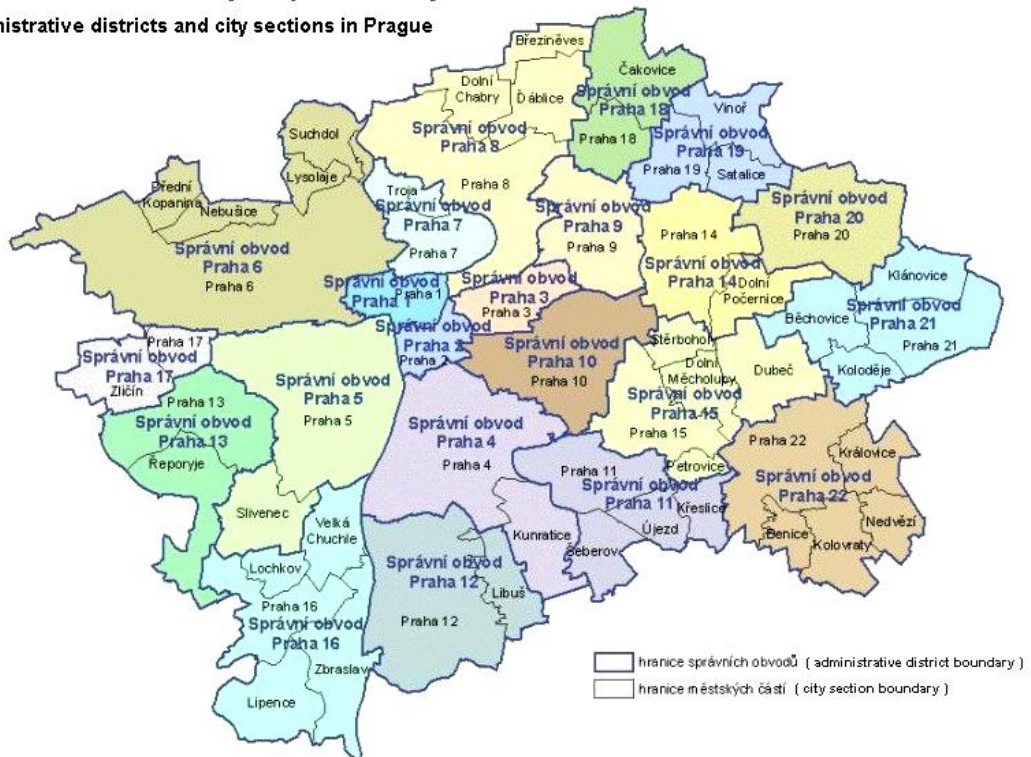 nistrative districts and city sections in Prague
Březiněves
Čakovice
Dolní
Chabry
Ďáblice
Správní obvod
Praha 18
Praha 18
Vinoř
Správní obvod
Praha 19
Praha 19
Satalice
Správní obvod
Praha 8
Praha 8
Suchdol
Lysolaje
Přední
Kopanina
Nebušice
Správní obvod
Praha 6
Praha 6
Troja
Správní obvod
Praha 7
Praha 7
Správní obvod
Praha 9
Praha 9
Praha 14
Správní obvod
Praha 14
Dolní
Počernice
Správní obvod
Praha 20
Praha 20
Klánovice
Běchovice
Správní obvod
Praha 21
Praha 21
Koloděje
Správní obvod
Praha 1
Praha 1
Správní obvod
Praha 3
Praha 3
Správní obvod
Praha 2
Praha 2
Správní obvod
Praha 10
Praha 10
Štěrbohol
Dolní
Měcholupy
Dubeč
Správní obvod
Praha 15
Praha 15
Petrovice
Praha 17
Správní obvod
Praha 17
Zličín
Praha 13
Správní obvod
Praha 13
Řeporyje
Správní obvod
Praha 5
Praha 5
Slivenec
Správní obvod
Praha 4
Praha 4
Kunratice
Praha 11
Správní obvod
Praha 11
Křeslice
Újezd
Šeberov
Praha 22
Královice
Správní obvod
Praha 22
Benice
Kolovraty
Nedvězí
Velká
Chuchle
Lochkov
Praha 16
Správní obvod
Praha 16
Zbraslav
Lipence
Správní obvod
Praha 12
Libuš
Praha 12
hranice správních obvodů ( administrative district boundary )
hranice městských částí ( city section boundary )